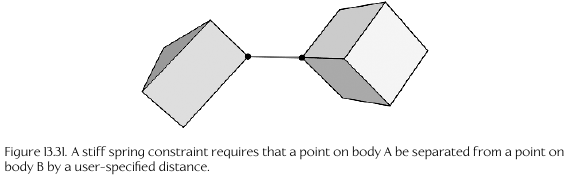 Figure 13.31. A stiff spring constraint requires that a point on body A be separated from a point on
body B by a user-specified distance.